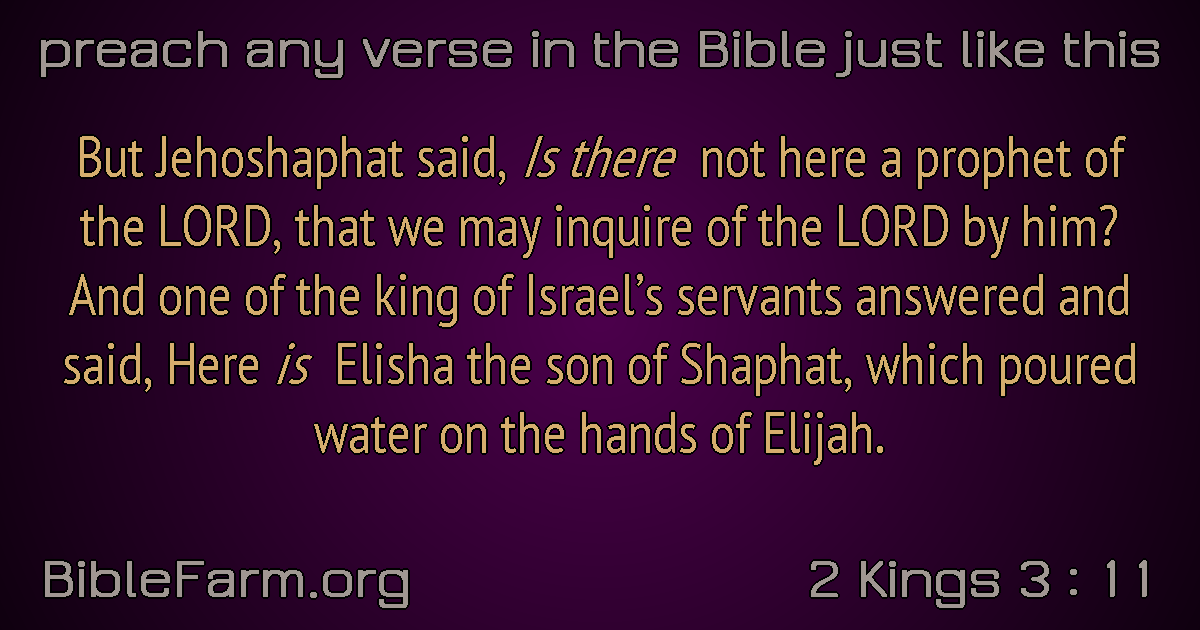 preach any verse in the Bible just like this
But Jehoshaphat said, Is there not here a prophet of
the LORD, that we may inquire of the LORD by him?
And one of the king of Israel’s servants answered and
said, Here is Elisha the son of Shaphat, which poured
water on the hands of Elijah.
BibleFarm.org
2 Kings 3 : 11